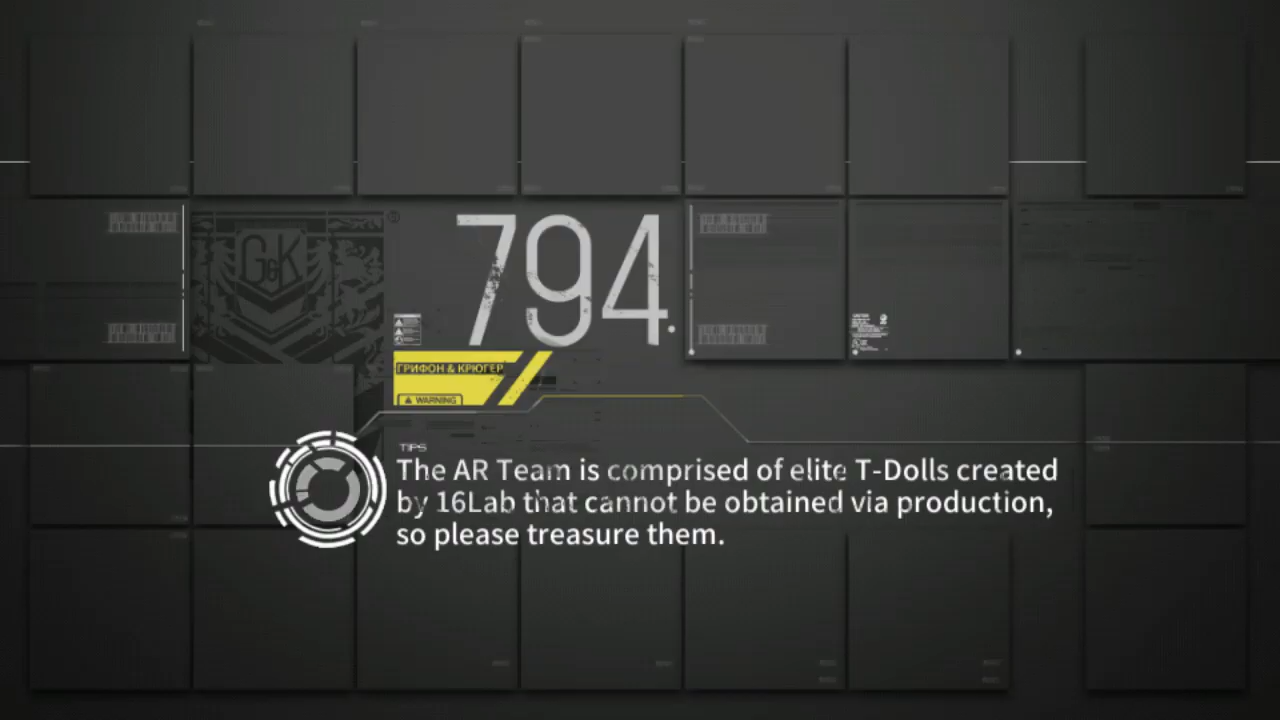 G&K
794.
ГРИФОН & КРЮГЕР
WARNING
TIPS
The AR Team is comprised of elite T-Dolls created
by 16Lab that cannot be obtained via production,
so please treasure them.